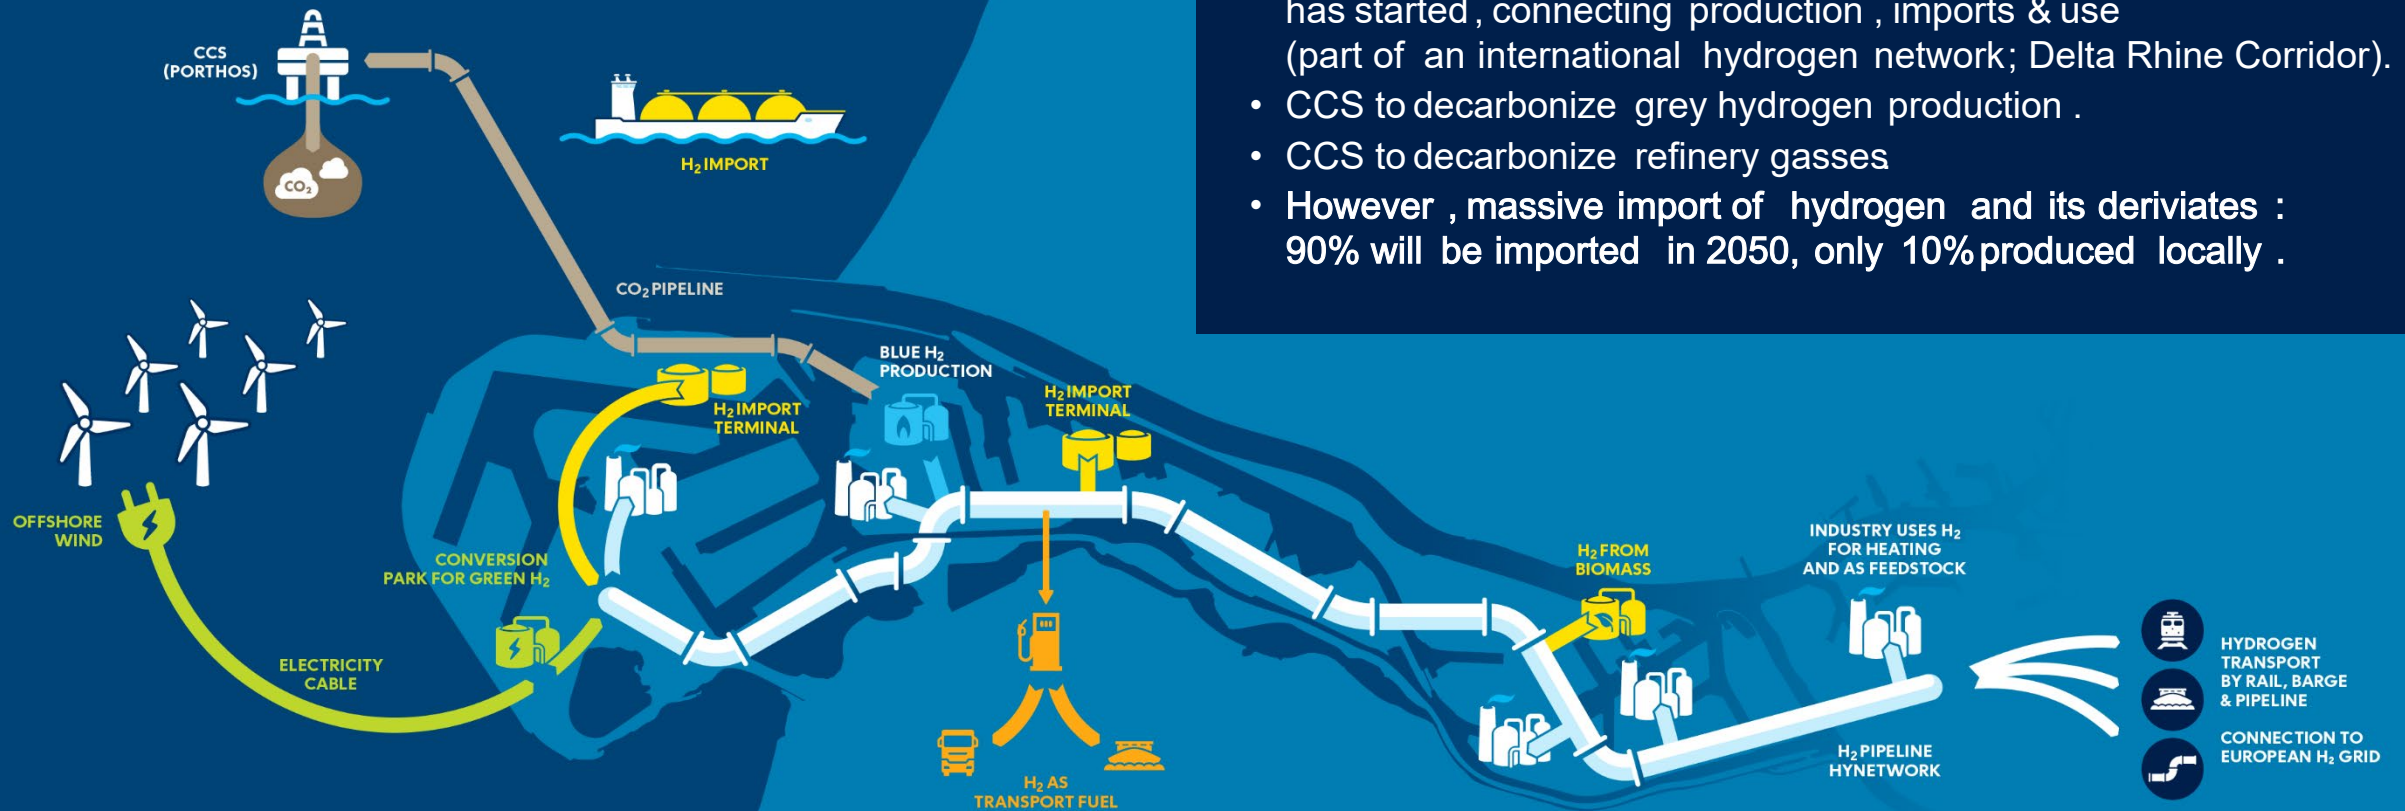 has started , connecting production , imports & use
(part of an international hydrogen network; Delta Rhine Corridor).
• CCS to decarbonize grey hydrogen production .
• CCS to decarbonize refinery gasses.
• However , massive import of hydrogen and its deriviates :
90% will be imported in 2050, only 10% produced locally .
CCS
(PORTHOS)
CO₂
H₂ IMPORT
CO₂ PIPELINE
BLUE H₂
PRODUCTION
H₂ IMPORT
TERMINAL
H₂ IMPORT
TERMINAL
OFFSHORE
WIND
CONVERSION
PARK FOR GREEN H₂
ELECTRICITY
CABLE
H₂ AS
TRANSPORT FUEL
H₂ FROM
BIOMASS
INDUSTRY USES H₂
FOR HEATING
AND AS FEEDSTOCK
H₂ PIPELINE
HYNETWORK
HYDROGEN
TRANSPORT
BY RAIL, BARGE
& PIPELINE
CONNECTION TO
EUROPEAN H₂ GRID